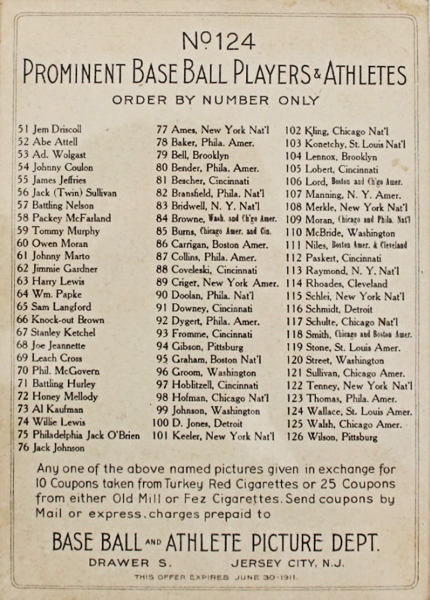 No 124
PROMINENT BASE BALL PLAYERS & ATHLETES
ORDER BY NUMBER ONLY
51 Jem Driscoll
52 Abe Attell
53 Ad. Wolgast
54 Johnny Coulon
55 James Jeffries
56 Jack (Twin) Sullivan
57 Battling Nelson
58 Packey McFarland
59 Tommy Murphy
60 Owen Moran
61 Johnny Marto
62 Jimmie Gardner
63 Harry Lewis
64 Wm. Papke
65 Sam Langford
66 Knock-out Brown
67 Stanley Ketchel
68 Joe Jeannette
69 Leach Cross
70 Phil. McGovern
71 Battling Hurley
72 Honey Mellody
73 Al Kaufman
74 Willie Lewis
75 Philadelphia Jack O'Brien
76 Jack Johnson
77 Ames, New York Nat'l
78 Baker, Phila. Amer.
79 Bell, Brooklyn
80 Bender, Phila. Amer.
81 Bescher, Cincinnati
82 Bransfield, Phil. Nat'l
83 Bridwell, N. Y. Nat'l
84 Browne, Wash. and Ch'go Amer.
85 Burns, Chicago Amer. and Cin.
86 Carrigan, Boston Amer.
87 Collins, Phila. Amer.
88 Coveleski, Cincinnati
89 Criger, New York Amer.
90 Doolan, Phila. Nat'l
91 Downey, Cincinnati
92 Dygert, Phila. Amer.
93 Fromme, Cincinnati
94 Gibson, Pittsburg
95 Graham, Boston Nat'l
96 Groom, Washington
97 Hoblitzell, Cincinnati
98 Hofman, Chicago Nat'l
99 Johnson, Washington
100 D. Jones, Detroit
101 Keeler, New York Nat'l
102 Kling, Chicago Nat'l
103 Konetchy, St. Louis Nat'l
104 Lennox, Brooklyn
105 Lobert, Cincinnati
106 Lord, Boston and Ch'go Amer.
107 Manning, N. Y. Amer.
108 Merkle, New York Nat'l
109 Moran, Chicago and Phila. Nat'l
110 McBride, Washington
111 Niles, Boston Amer. & Cleveland
112 Paskert, Cincinnati
113 Raymond, N. Y. Nat'l
114 Rhoades, Cleveland
115 Schlei, New York Nat'l
116 Schmidt, Detroit
117 Schulte, Chicago Nat'l
118 Smith, Chicago and Boston Amer.
119 Stone, St. Louis Amer.
120 Street, Washington
121 Sullivan, Chicago Amer.
122 Tenney, New York Nat'l
123 Thomas, Phila. Amer.
124 Wallace, St. Louis Amer.
125 Walsh, Chicago Amer.
126 Wilson, Pittsburg
Any one of the above named pictures given in exchange for
10 Coupons taken from Turkey Red Cigarettes or 25 Coupons
from either Old Mill or Fez Cigarettes. Send coupons by
Mail or express, charges prepaid to
BASE BALL AND ATHLETE PICTURE DEPT.
DRAWER S. JERSEY CITY, N.J.
THIS OFFER EXPIRES JUNE 30-1911.